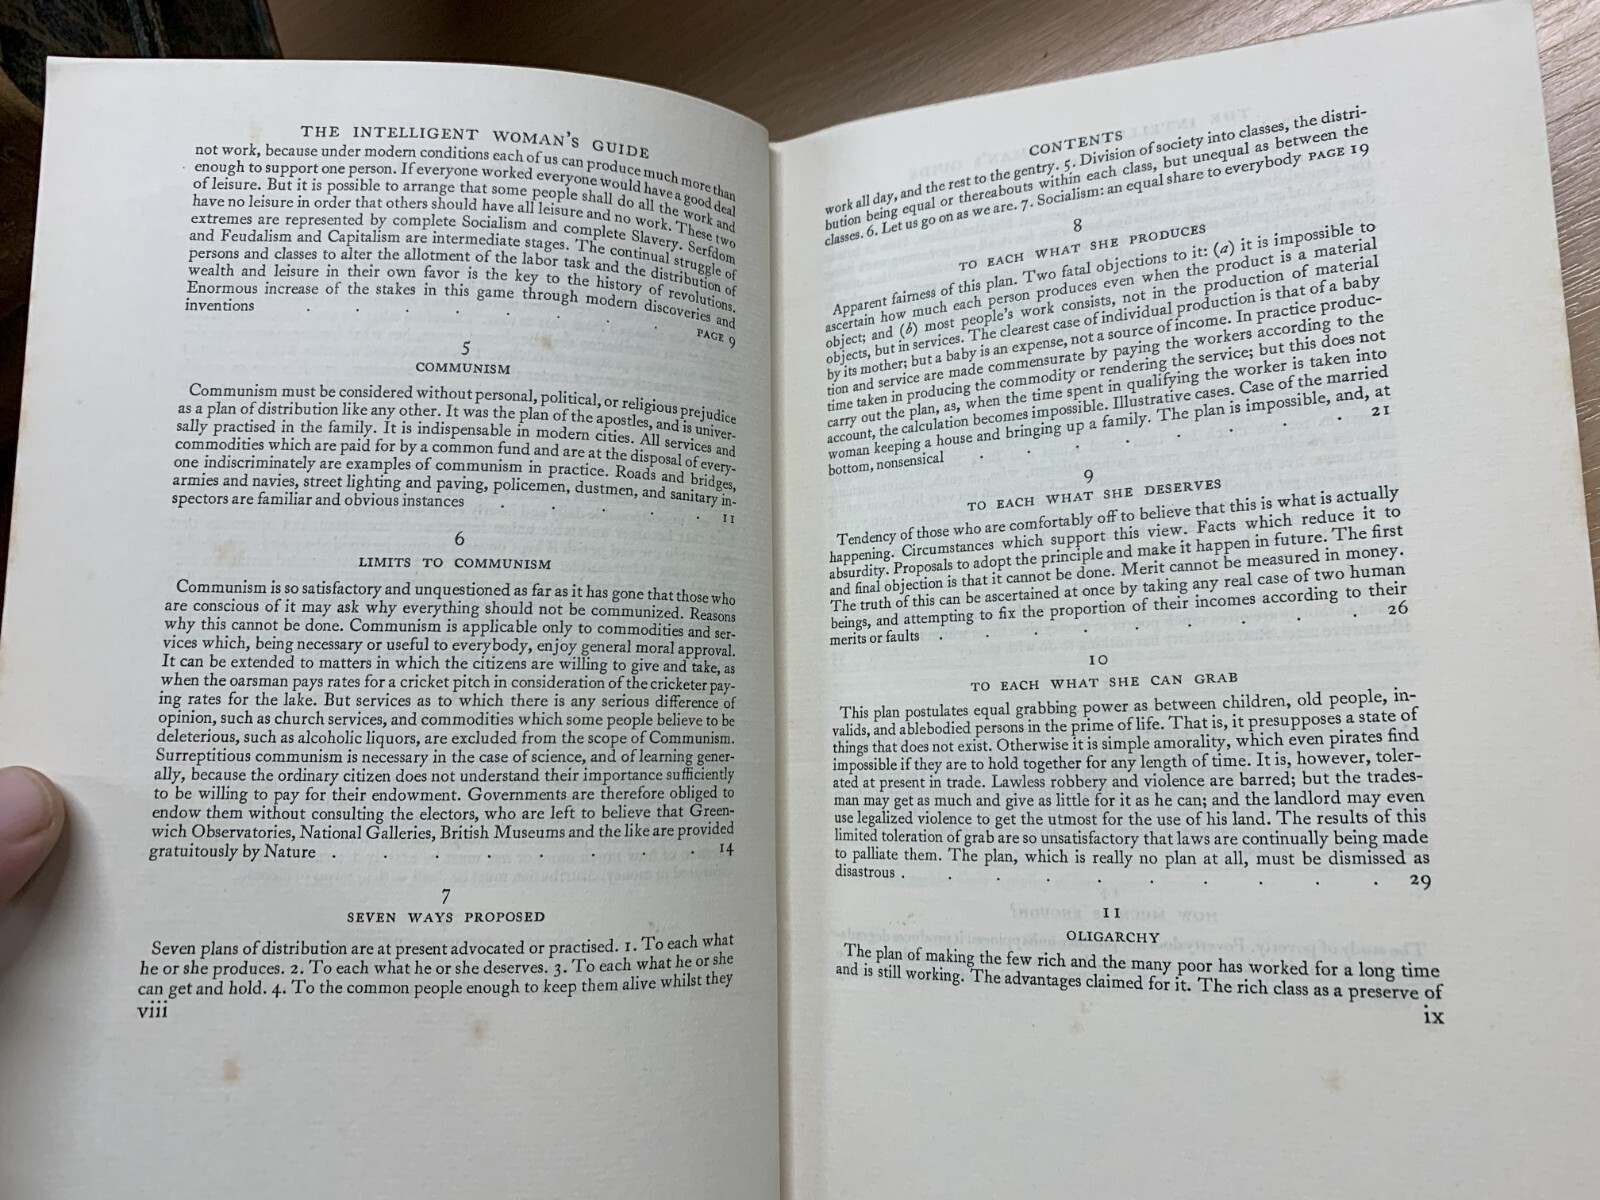 THE INTELLIGENT WOMAN'S GUIDE
not work, because under modern conditions each of us can produce much more than
enough to support one person. If everyone worked everyone would have a good deal
of leisure. But it is possible to arrange that some people shall do all the work and
have no leisure in order that others should have all leisure and no work. These two
extremes are represented by complete Socialism and complete Slavery. Serfdom
and Feudalism and Capitalism are intermediate stages. The continual struggle of
persons and classes to alter the allotment of the labor task and the distribution of
wealth and leisure in their own favor is the key to the history of revolutions.
Enormous increase of the stakes in this game through modern discoveries and
inventions . . . . . . . . PAGE 9
5
COMMUNISM
Communism must be considered without personal, political, or religious prejudice
as a plan of distribution like any other. It was the plan of the apostles, and is univer-
sally practised in the family. It is indispensable in modern cities. All services and
commodities which are paid for by a common fund and are at the disposal of every-
one indiscriminately are examples of communism in practice. Roads and bridges,
armies and navies, street lighting and paving, policemen, dustmen, and sanitary in-
spectors are familiar and obvious instances . . . . . 11
6
LIMITS TO COMMUNISM
Communism is so satisfactory and unquestioned as far as it has gone that those who
are conscious of it may ask why everything should not be communized. Reasons
why this cannot be done. Communism is applicable only to commodities and ser-
vices which, being necessary or useful to everybody, enjoy general moral approval.
It can be extended to matters in which the citizens are willing to give and take, as
when the oarsman pays rates for a cricket pitch in consideration of the cricketer pay-
ing rates for the lake. But services as to which there is any serious difference of
opinion, such as church services, and commodities which some people believe to be
deleterious, such as alcoholic liquors, are excluded from the scope of Communism.
Surreptitious communism is necessary in the case of science, and of learning gener-
ally, because the ordinary citizen does not understand their importance sufficiently
to be willing to pay for their endowment. Governments are therefore obliged to
endow them without consulting the electors, who are left to believe that Green-
wich Observatories, National Galleries, British Museums and the like are provided
gratuitously by Nature . . . . . . . . 14
7
SEVEN WAYS PROPOSED
Seven plans of distribution are at present advocated or practised. 1. To each what
he or she produces. 2. To each what he or she deserves. 3. To each what he or she
can get and hold. 4. To the common people enough to keep them alive whilst they
viii
CONTENTS
work all day, and the rest to the gentry. 5. Division of society into classes, the distri-
bution being equal or thereabouts within each class, but unequal as between the
classes. 6. Let us go on as we are. 7. Socialism: an equal share to everybody PAGE 19
8
TO EACH WHAT SHE PRODUCES
Apparent fairness of this plan. Two fatal objections to it: (a) it is impossible to
ascertain how much each person produces even when the product is a material
object; and (b) most people's work consists, not in the production of material
objects, but in services. The clearest case of individual production is that of a baby
by its mother; but a baby is an expense, not a source of income. In practice produc-
tion and service are made commensurate by paying the workers according to the
time taken in producing the commodity or rendering the service; but this does not
carry out the plan, as, when the time spent in qualifying the worker is taken into
account, the calculation becomes impossible. Illustrative cases. Case of the married
woman keeping a house and bringing up a family. The plan is impossible, and, at
bottom, nonsensical . . . . . . . . 21
9
TO EACH WHAT SHE DESERVES
Tendency of those who are comfortably off to believe that this is what is actually
happening. Circumstances which support this view. Facts which reduce it to
absurdity. Proposals to adopt the principle and make it happen in future. The first
and final objection is that it cannot be done. Merit cannot be measured in money.
The truth of this can be ascertained at once by taking any real case of two human
beings, and attempting to fix the proportion of their incomes according to their
merits or faults . . . . . . . . . . 26
10
TO EACH WHAT SHE CAN GRAB
This plan postulates equal grabbing power as between children, old people, in-
valids, and ablebodied persons in the prime of life. That is, it presupposes a state of
things that does not exist. Otherwise it is simple amorality, which even pirates find
impossible if they are to hold together for any length of time. It is, however, toler-
ated at present in trade. Lawless robbery and violence are barred; but the trades-
man may get as much and give as little for it as he can; and the landlord may even
use legalized violence to get the utmost for the use of his land. The results of this
limited toleration of grab are so unsatisfactory that laws are continually being made
to palliate them. The plan, which is really no plan at all, must be dismissed as
disastrous . . . . . . . . . . 29
11
OLIGARCHY
The plan of making the few rich and the many poor has worked for a long time
and is still working. The advantages claimed for it. The rich class as a preserve of
ix